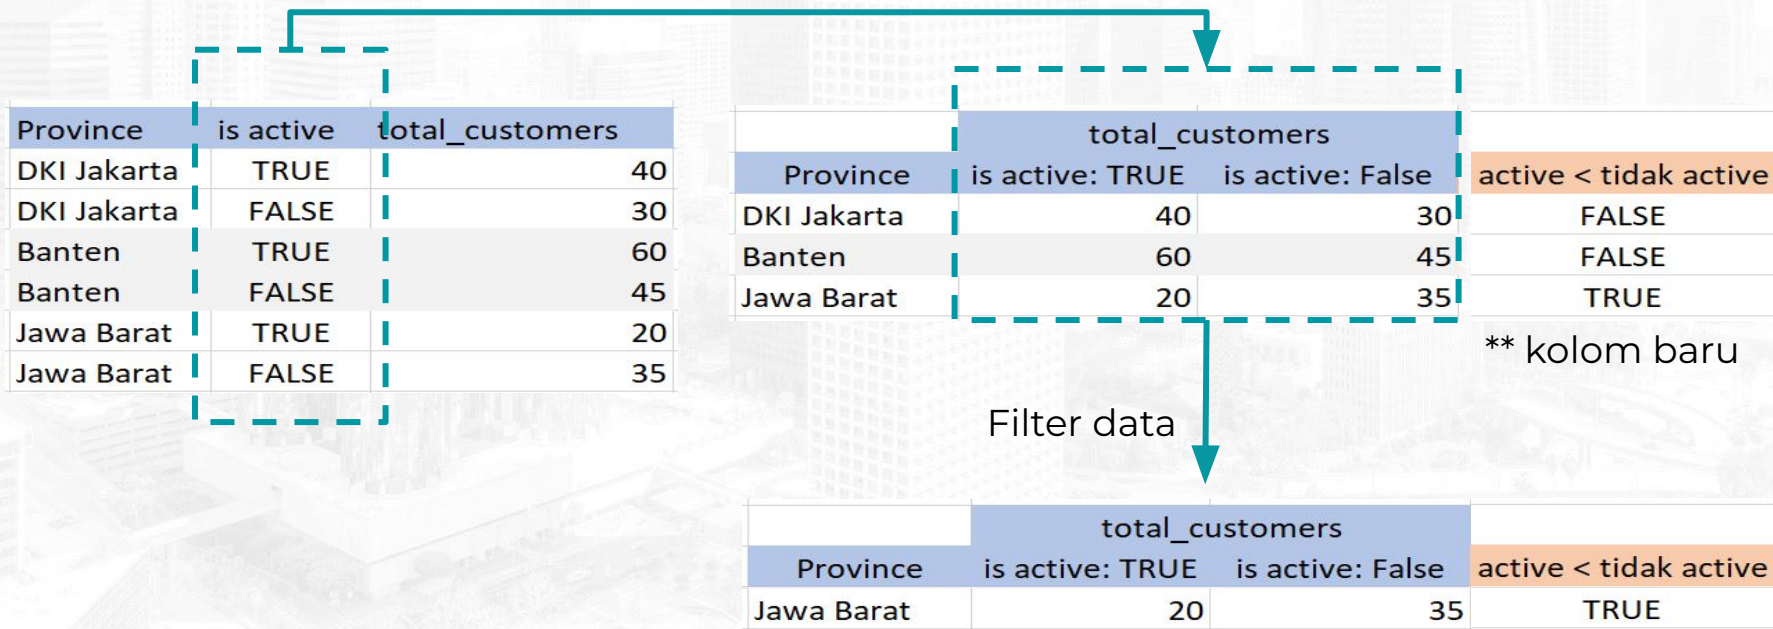 Province is active total_customers
DKI Jakarta TRUE 40
DKI Jakarta FALSE 30
Banten TRUE 60
Banten FALSE 45
Jawa Barat TRUE 20
Jawa Barat FALSE 35
total_customers
Province is active: TRUE is active: False active < tidak active
DKI Jakarta 40 30 FALSE
Banten 60 45 FALSE
Jawa Barat 20 35 TRUE
** kolom baru
Filter data
total_customers
Province is active: TRUE is active: False active < tidak active
Jawa Barat 20 35 TRUE